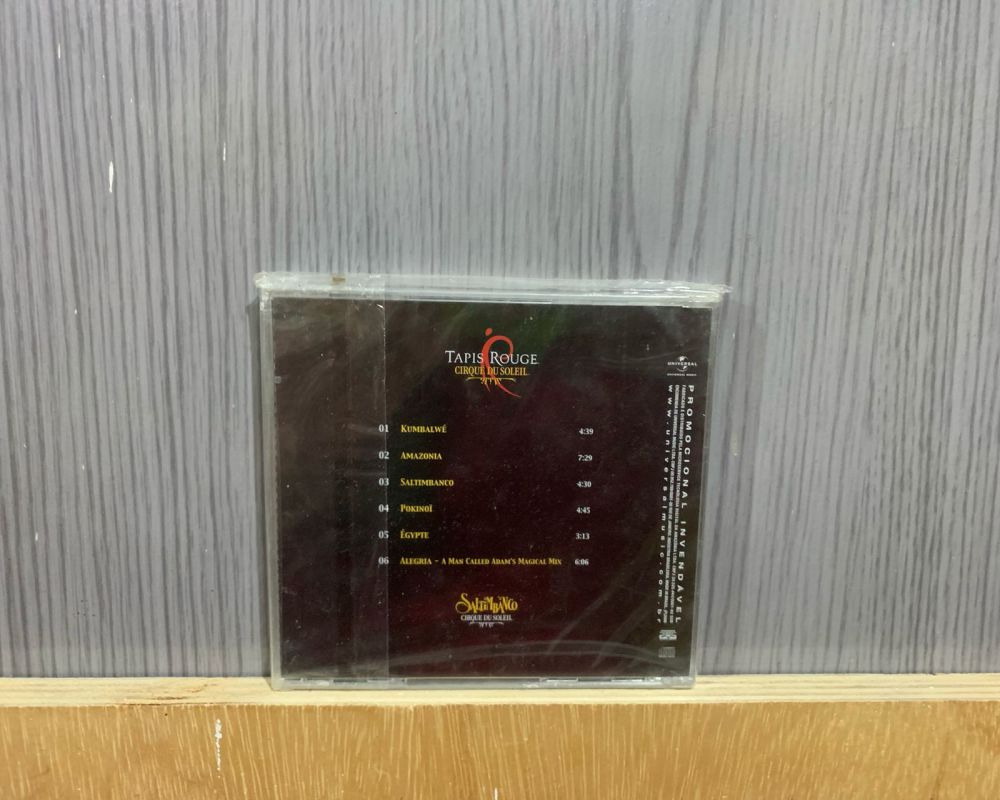 TAPIS ROUGE
CIRQUE DU SOLEIL
01 KUMBALWÉ 4:39
02 AMAZONIA 7:29
03 SALTIMBANCO 4:30
04 POKINOÏ 4:45
05 ÉGYPTE 3:13
06 ALEGRIA - A MAN CALLED ADAM'S MAGICAL MIX 6:06
SALTIMBANCO
CIRQUE DU SOLEIL
UNIVERSAL
UNIVERSAL MUSIC
PROMOCIONAL INVENDÁVEL
www.universalmusic.com.br